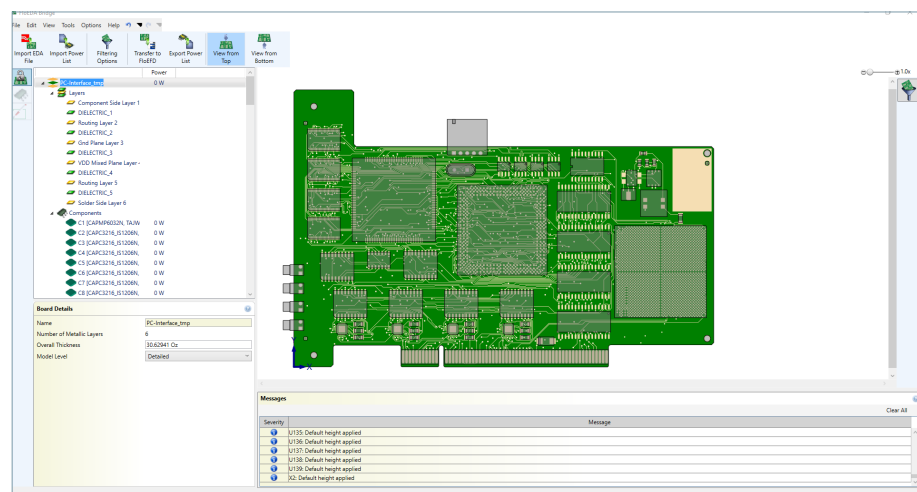 FloEDA Bridge
File Edit View Tools Options Help
Import EDA File
Import Power List
Filtering Options
Transfer to FloEFD
Export Power List
View from Top
View from Bottom
Power
1.0x
PC-Interface_tmp 0 W
Layers
Component Side Layer 1
DIELECTRIC_1
Routing Layer 2
DIELECTRIC_2
Gnd Plane Layer 3
DIELECTRIC_3
VDD Mixed Plane Layer -
DIELECTRIC_4
Routing Layer 5
DIELECTRIC_5
Solder Side Layer 6
Components
C1 [CAPMP6032N, TAJW 0 W
C2 [CAPC3216_IS1206N, 0 W
C3 [CAPC3216_IS1206N, 0 W
C4 [CAPC3216_IS1206N, 0 W
C5 [CAPC3216_IS1206N, 0 W
C6 [CAPC3216_IS1206N, 0 W
C7 [CAPC3216_IS1206N, 0 W
C8 [CAPC3216_IS1206N, 0 W
Y
X
Board Details
Name PC-Interface_tmp
Number of Metallic Layers 6
Overall Thickness 30.62941 Oz
Model Level Detailed
Messages
Clear All
Severity Message
U135: Default height applied
U136: Default height applied
U137: Default height applied
U138: Default height applied
U139: Default height applied
X2: Default height applied